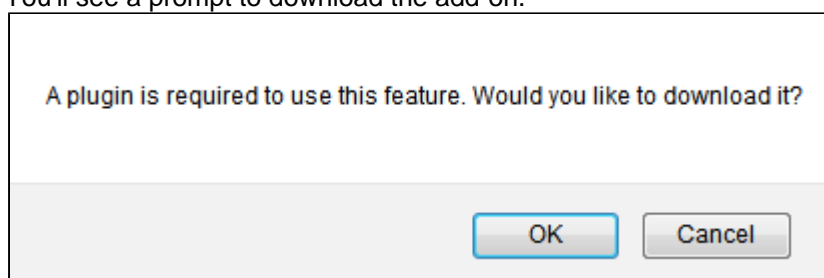 You'll see a prompt to download the add-on.
A plugin is required to use this feature. Would you like to download it?
OK
Cancel